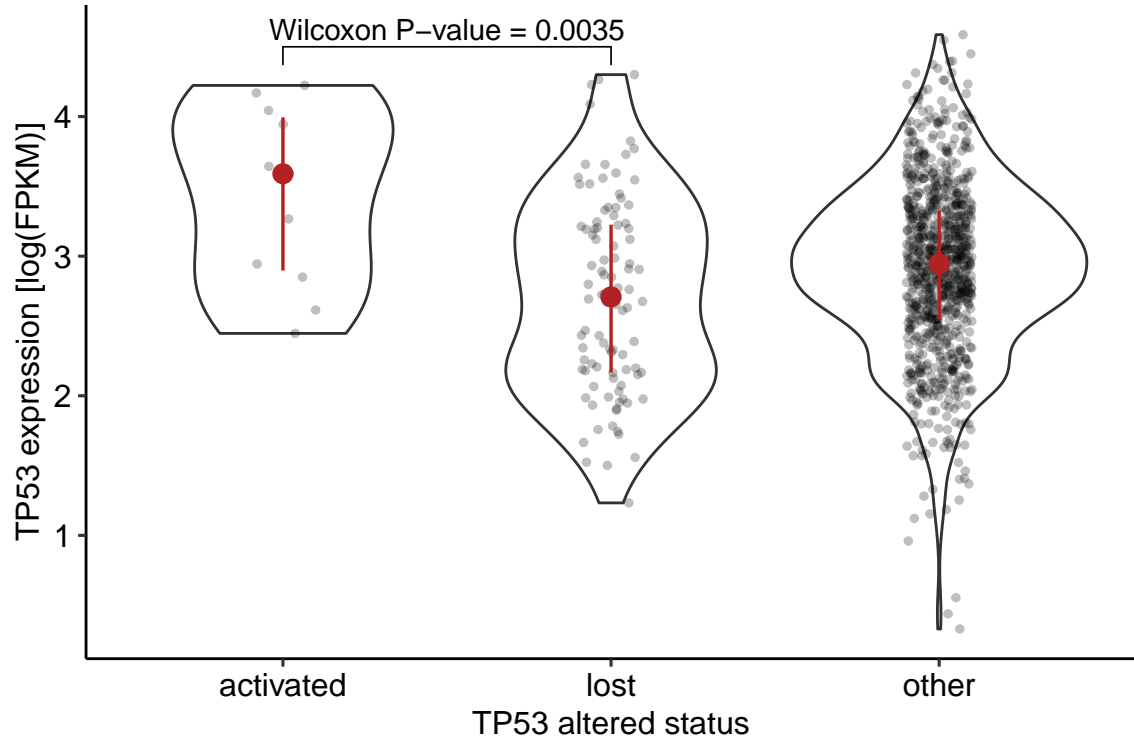 Wilcoxon P−value = 0.0035
TP53 expression [log(FPKM)]
4
3
2
1
activated
lost
other
TP53 altered status